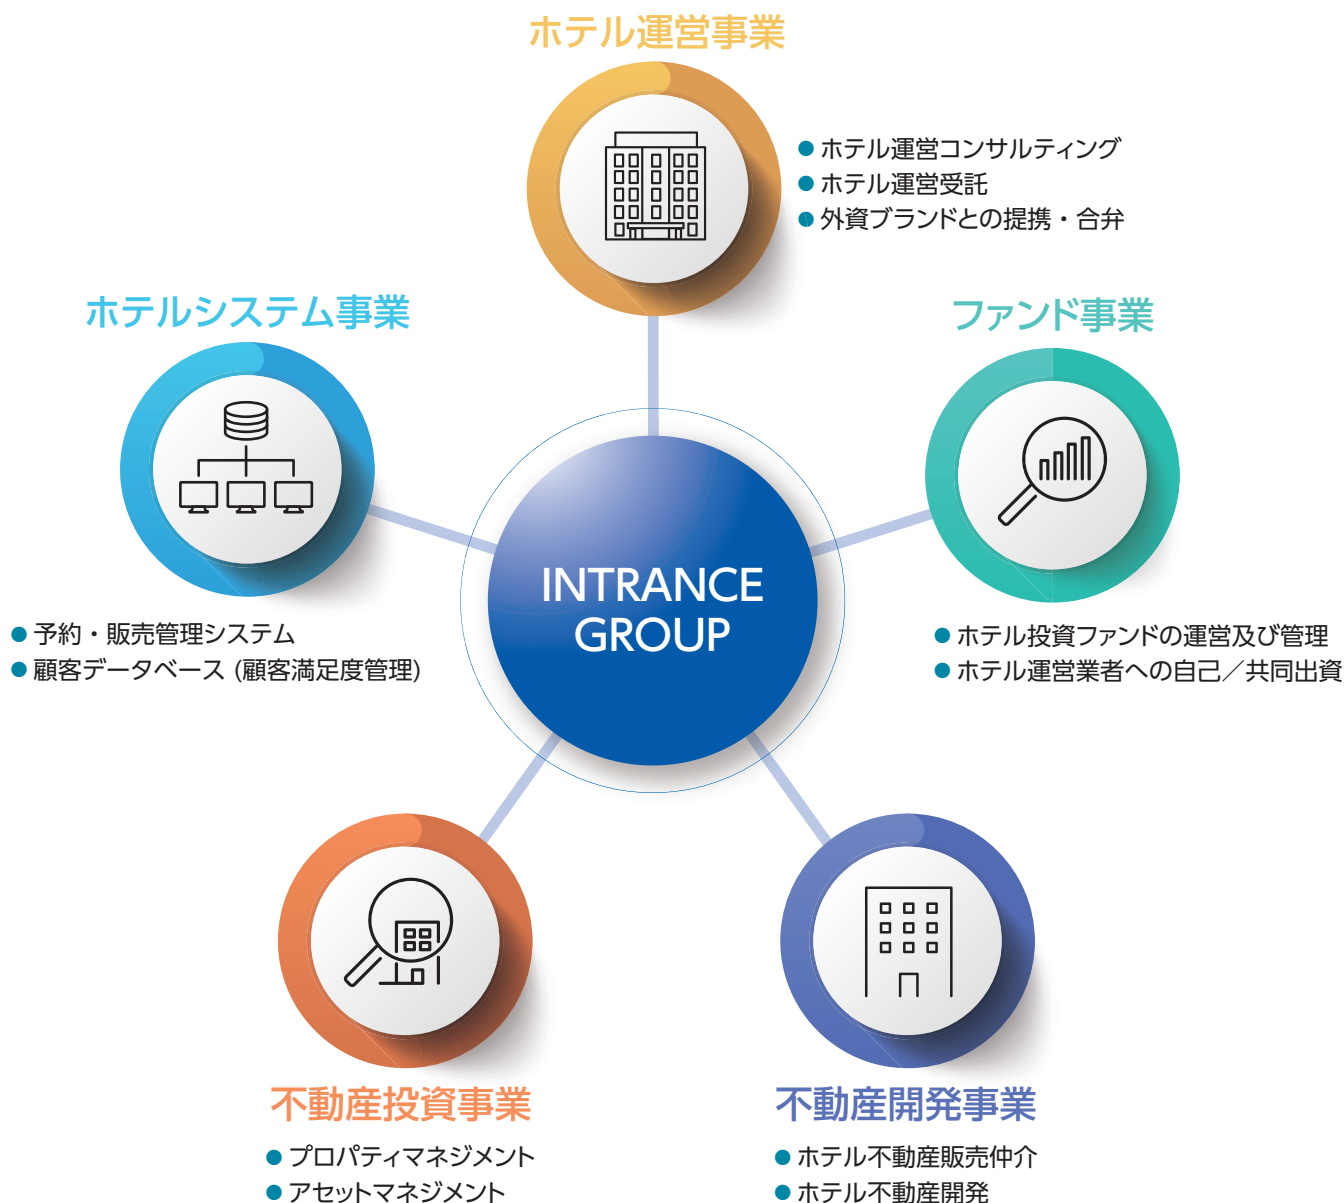 ホテル運営事業
● ホテル運営コンサルティング
● ホテル運営受託
● 外資ブランドとの提携・合弁
ホテルシステム事業
● 予約・販売管理システム
● 顧客データベース (顧客満足度管理)
ファンド事業
● ホテル投資ファンドの運営及び管理
● ホテル運営業者への自己／共同出資
INTRANCE
GROUP
不動産投資事業
● プロパティマネジメント
● アセットマネジメント
不動産開発事業
● ホテル不動産販売仲介
● ホテル不動産開発